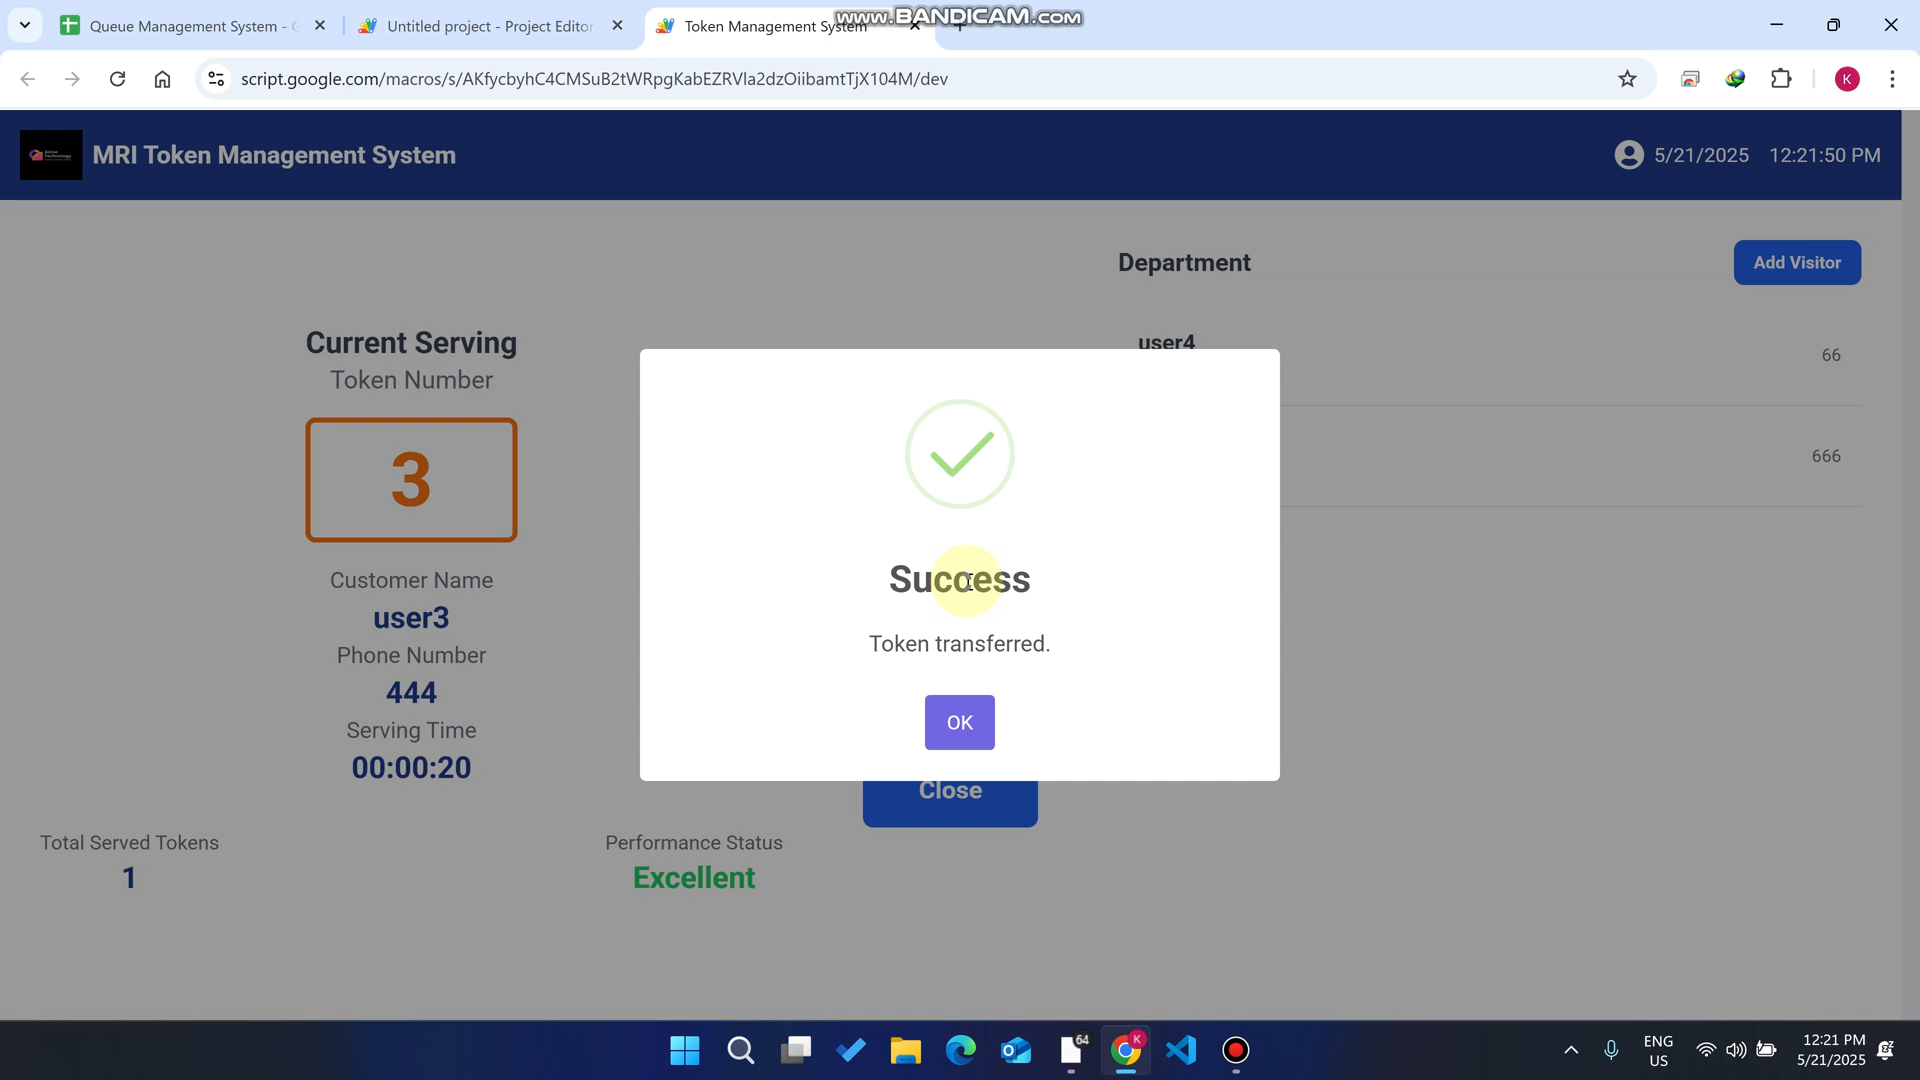 www.BANDICAM.com
Queue Management System - G
Untitled project - Project Editor
Token Management System
script.google.com/macros/s/AKfycbyhC4CMSuB2tWRpgKabEZRVla2dzOiibamtTjX104M/dev
K
MRI Token Management System
5/21/2025 12:21:50 PM
Department
Add Visitor
Current Serving
Token Number
3
Customer Name
user3
Phone Number
444
Serving Time
00:00:20
user4
66
666
Success
Token transferred.
OK
Close
Total Served Tokens
1
Performance Status
Excellent
64
K
ENG
US
12:21 PM
5/21/2025